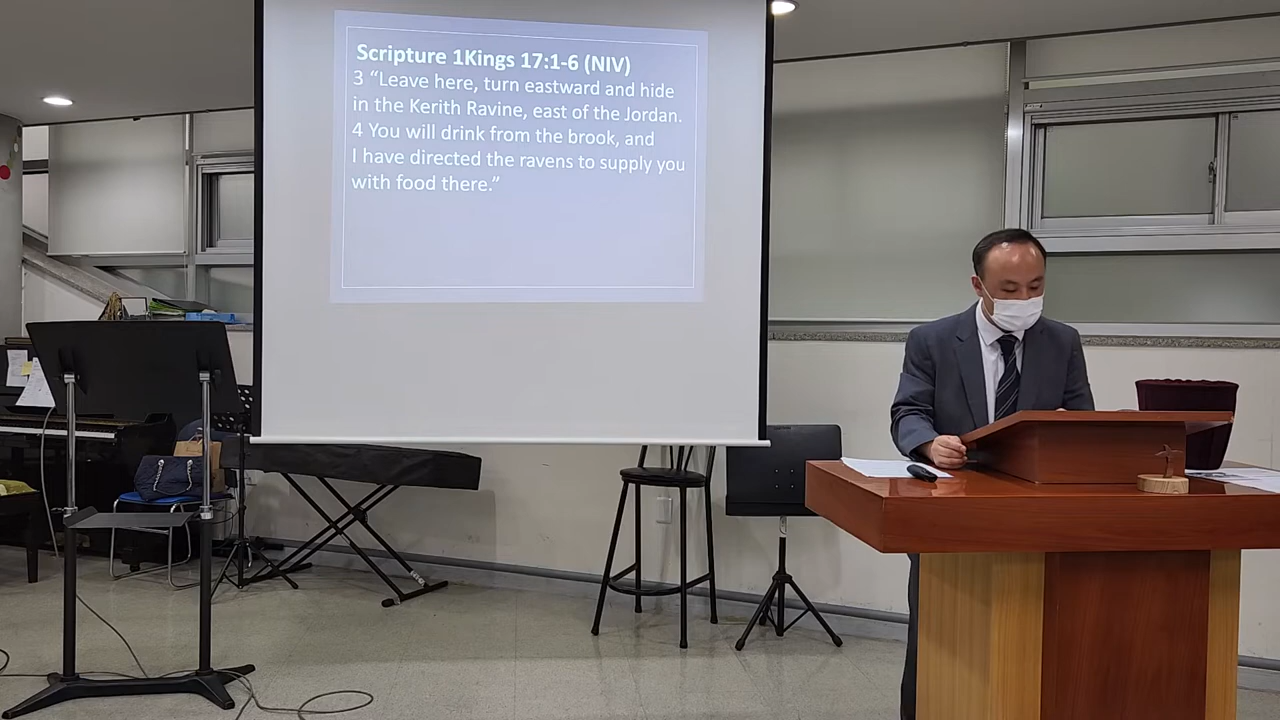 Scripture 1Kings 17:1-6 (NIV)
3 “Leave here, turn eastward and hide
in the Kerith Ravine, east of the Jordan.
4 You will drink from the brook, and
I have directed the ravens to supply you
with food there.”